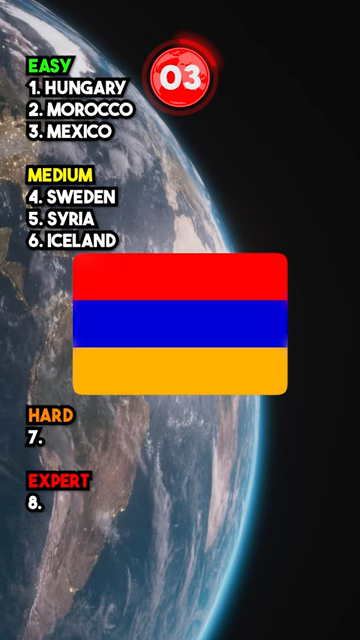 03
EASY
1. HUNGARY
2. MOROCCO
3. MEXICO
MEDIUM
4. SWEDEN
5. SYRIA
6. ICELAND
HARD
7.
EXPERT
8.